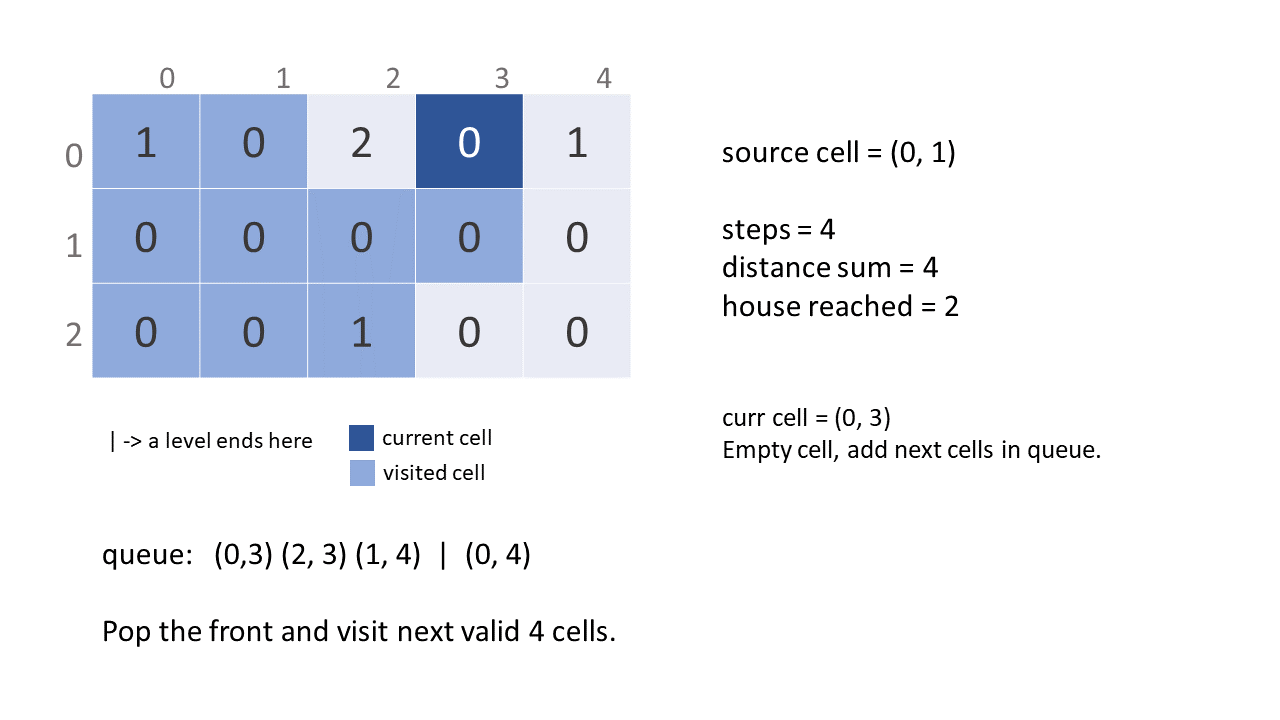 0 1 2 3 4
0 1 0 2 0 1
1 0 0 0 0 0
2 0 0 1 0 0
source cell = (0, 1)
steps = 4
distance sum = 4
house reached = 2
curr cell = (0, 3)
Empty cell, add next cells in queue.
| -> a level ends here
current cell
visited cell
queue: (0,3) (2, 3) (1, 4) | (0, 4)
Pop the front and visit next valid 4 cells.